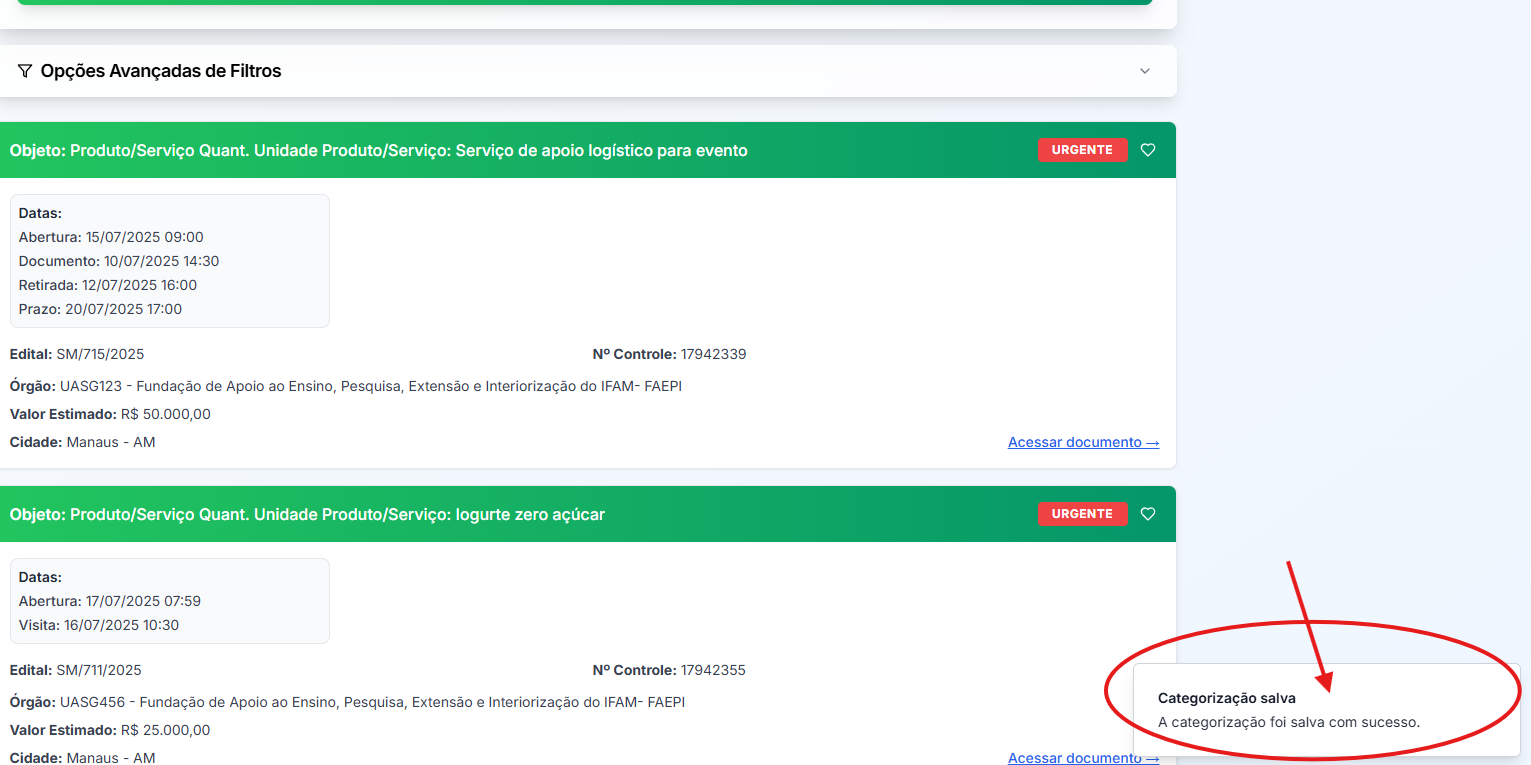 Opções Avançadas de Filtros
Objeto: Produto/Serviço Quant. Unidade Produto/Serviço: Serviço de apoio logístico para evento
URGENTE
Datas:
Abertura: 15/07/2025 09:00
Documento: 10/07/2025 14:30
Retirada: 12/07/2025 16:00
Prazo: 20/07/2025 17:00
Edital: SM/715/2025
Nº Controle: 17942339
Órgão: UASG123 - Fundação de Apoio ao Ensino, Pesquisa, Extensão e Interiorização do IFAM- FAEPI
Valor Estimado: R$ 50.000,00
Cidade: Manaus - AM
Acessar documento →
Objeto: Produto/Serviço Quant. Unidade Produto/Serviço: Iogurte zero açúcar
URGENTE
Datas:
Abertura: 17/07/2025 07:59
Visita: 16/07/2025 10:30
Edital: SM/711/2025
Nº Controle: 17942355
Órgão: UASG456 - Fundação de Apoio ao Ensino, Pesquisa, Extensão e Interiorização do IFAM- FAEPI
Valor Estimado: R$ 25.000,00
Cidade: Manaus - AM
Acessar documento →
Categorização salva
A categorização foi salva com sucesso.